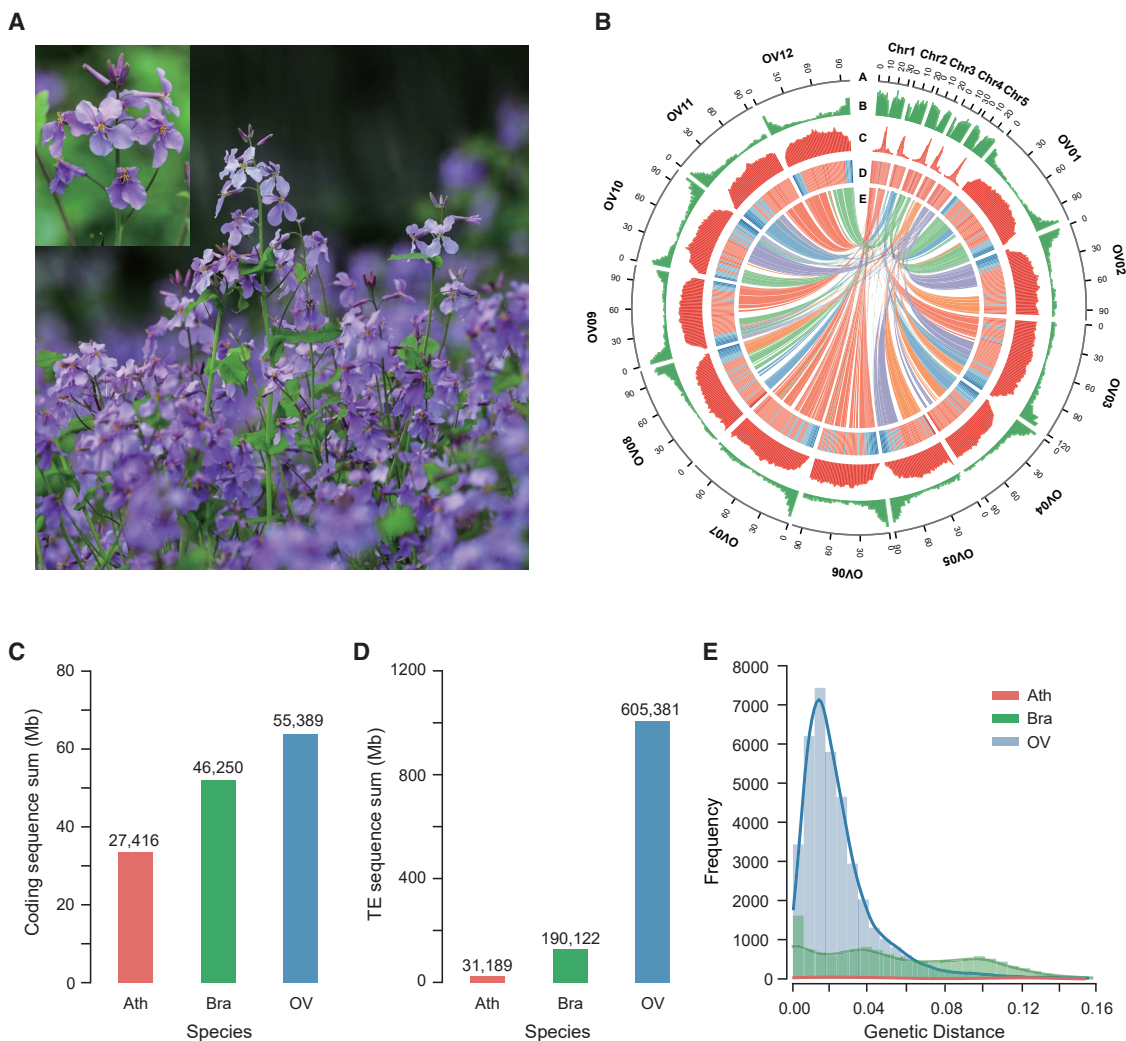 A
B
OV12
OV11
OV10
OV09
OV08
OV07
OV06
OV05
OV04
OV03
OV02
OV01
Chr1 Chr2 Chr3 Chr4 Chr5
A
B
C
D
E
C
Coding sequence sum (Mb)
80
60
40
20
0
27,416
46,250
55,389
Ath Bra OV
Species
D
TE sequence sum (Mb)
1200
800
400
0
31,189
190,122
605,381
Ath Bra OV
Species
E
Frequency
8000
7000
6000
5000
4000
3000
2000
1000
0
Ath
Bra
OV
0.00 0.04 0.08 0.12 0.16
Genetic Distance